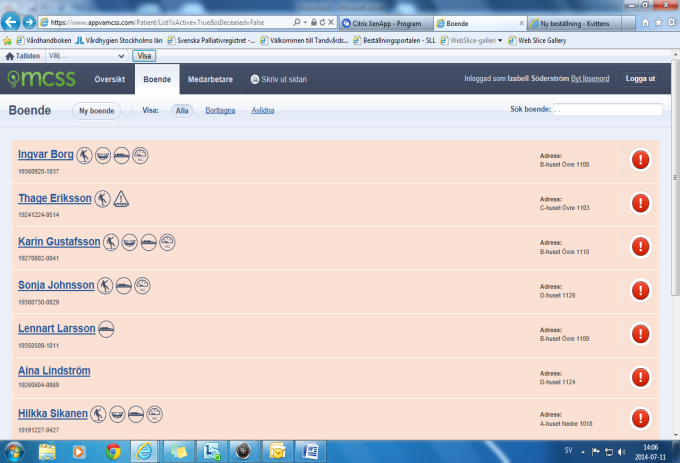 https://www.appvamcss.com/Patient/List?isActive=True&isDeceased=False
Citrix XenApp - Program
Boende
Ny beställning - Kvittens
Vårdhandboken
Vårdhygien Stockholms län
Svenska Palliativregistret -...
Välkommen till Tandvårds...
Beställningsportalen - SLL
WebSlice-galleri
Web Slice Gallery
Talliden
Välj ...
Visa
mcss
Översikt
Boende
Medarbetare
Skriv ut sidan
Inloggad som Izabell Söderström Byt lösenord
Logga ut
Boende
Ny boende
Visa:
Alla
Borttagna
Avlidna
Sök boende:
Ingvar Borg
19360920-1037
Adress:
B-huset Övre 1108
Thage Eriksson
19241224-9514
Adress:
C-huset Övre 1103
Karin Gustafsson
19270802-0041
Adress:
B-huset Övre 1110
Sonja Johnsson
19300730-0829
Adress:
D-huset 1126
Lennart Larsson
19350509-1011
Adress:
B-huset Övre 1109
Aina Lindström
19260604-0869
Adress:
D-huset 1124
Hilkka Sikanen
19191227-9427
Adress:
A-huset Nedre 1018
SV
14:06
2014-07-11